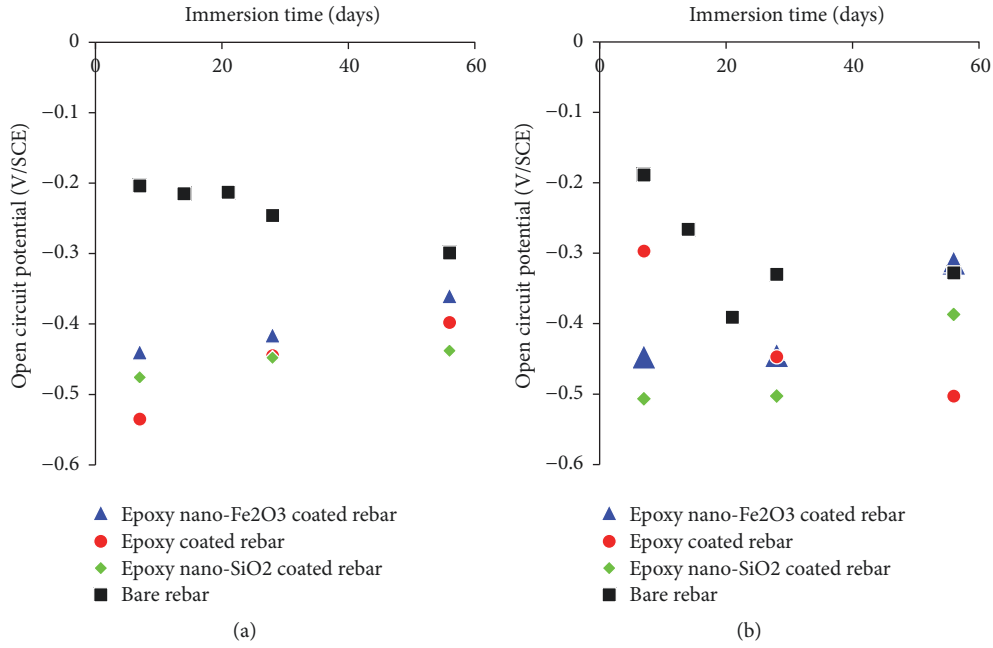 Immersion time (days)
0
20
40
60
0
−0.1
−0.2
−0.3
−0.4
−0.5
−0.6
Open circuit potential (V/SCE)
Epoxy nano-Fe2O3 coated rebar
Epoxy coated rebar
Epoxy nano-SiO2 coated rebar
Bare rebar
(a)
Immersion time (days)
0
20
40
60
0
−0.1
−0.2
−0.3
−0.4
−0.5
−0.6
Open circuit potential (V/SCE)
Epoxy nano-Fe2O3 coated rebar
Epoxy coated rebar
Epoxy nano-SiO2 coated rebar
Bare rebar
(b)